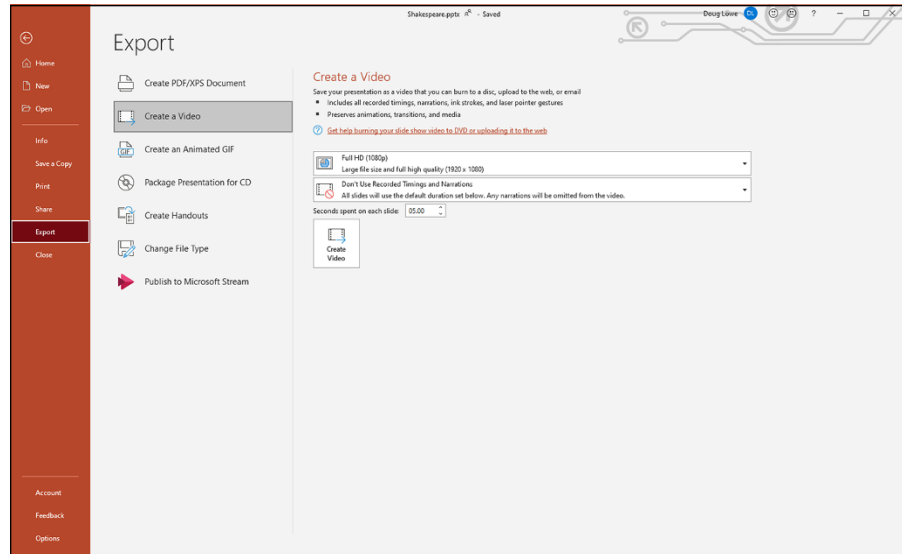 Shakespeare.pptx - Saved
Doug Lowe DL ?
Export
Home
New
Open
Info
Save a Copy
Print
Share
Export
Close
Account
Feedback
Options
Create PDF/XPS Document
Create a Video
GIF Create an Animated GIF
Package Presentation for CD
Create Handouts
Change File Type
Publish to Microsoft Stream
Create a Video
Save your presentation as a video that you can burn to a disc, upload to the web, or email
Includes all recorded timings, narrations, ink strokes, and laser pointer gestures
Preserves animations, transitions, and media
? Get help burning your slide show video to DVD or uploading it to the web
Full HD (1080p)
Large file size and full high quality (1920 x 1080)
Don't Use Recorded Timings and Narrations
All slides will use the default duration set below. Any narrations will be omitted from the video.
Seconds spent on each slide: 05.00
Create
Video